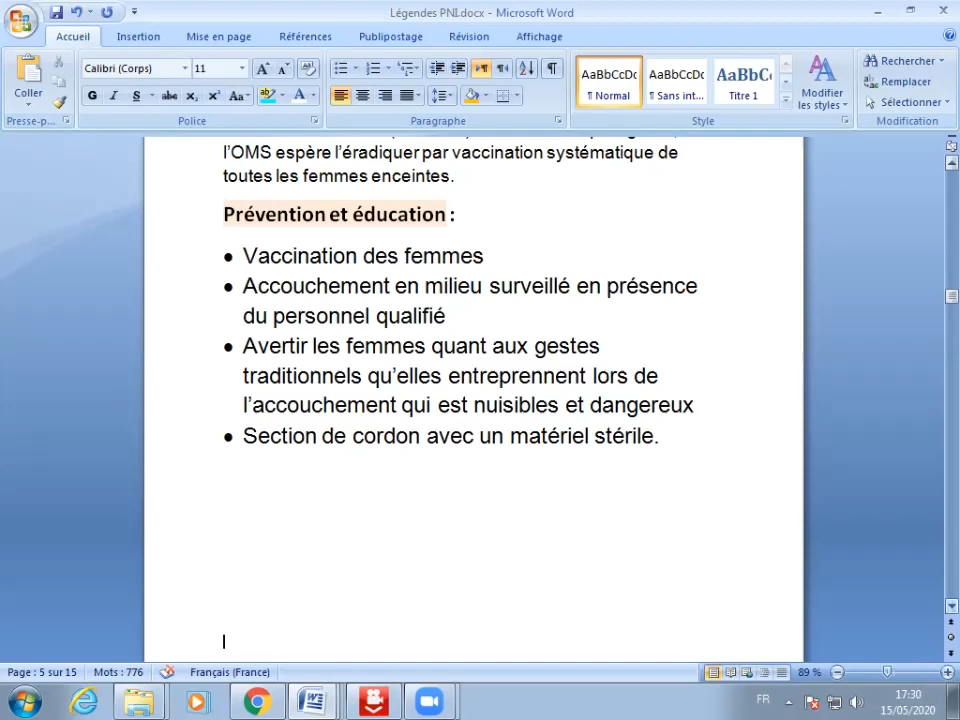 Légendes PNI.docx - Microsoft Word
Accueil Insertion Mise en page Références Publipostage Révision Affichage
Coller
Calibri (Corps) 11
G I S abc X₂ X² Aa
AaBbCcDc AaBbCcDc AaBbCc
¶ Normal ¶ Sans int... Titre 1
Modifier les styles
Rechercher
Remplacer
Sélectionner
Presse-p... Police Paragraphe Style Modification
l’OMS espère l’éradiquer par vaccination systématique de
toutes les femmes enceintes.
Prévention et éducation :
• Vaccination des femmes
• Accouchement en milieu surveillé en présence
du personnel qualifié
• Avertir les femmes quant aux gestes
traditionnels qu’elles entreprennent lors de
l’accouchement qui est nuisibles et dangereux
• Section de cordon avec un matériel stérile.
Page : 5 sur 15 Mots : 776 Français (France) 89 %
FR 17:30
15/05/2020